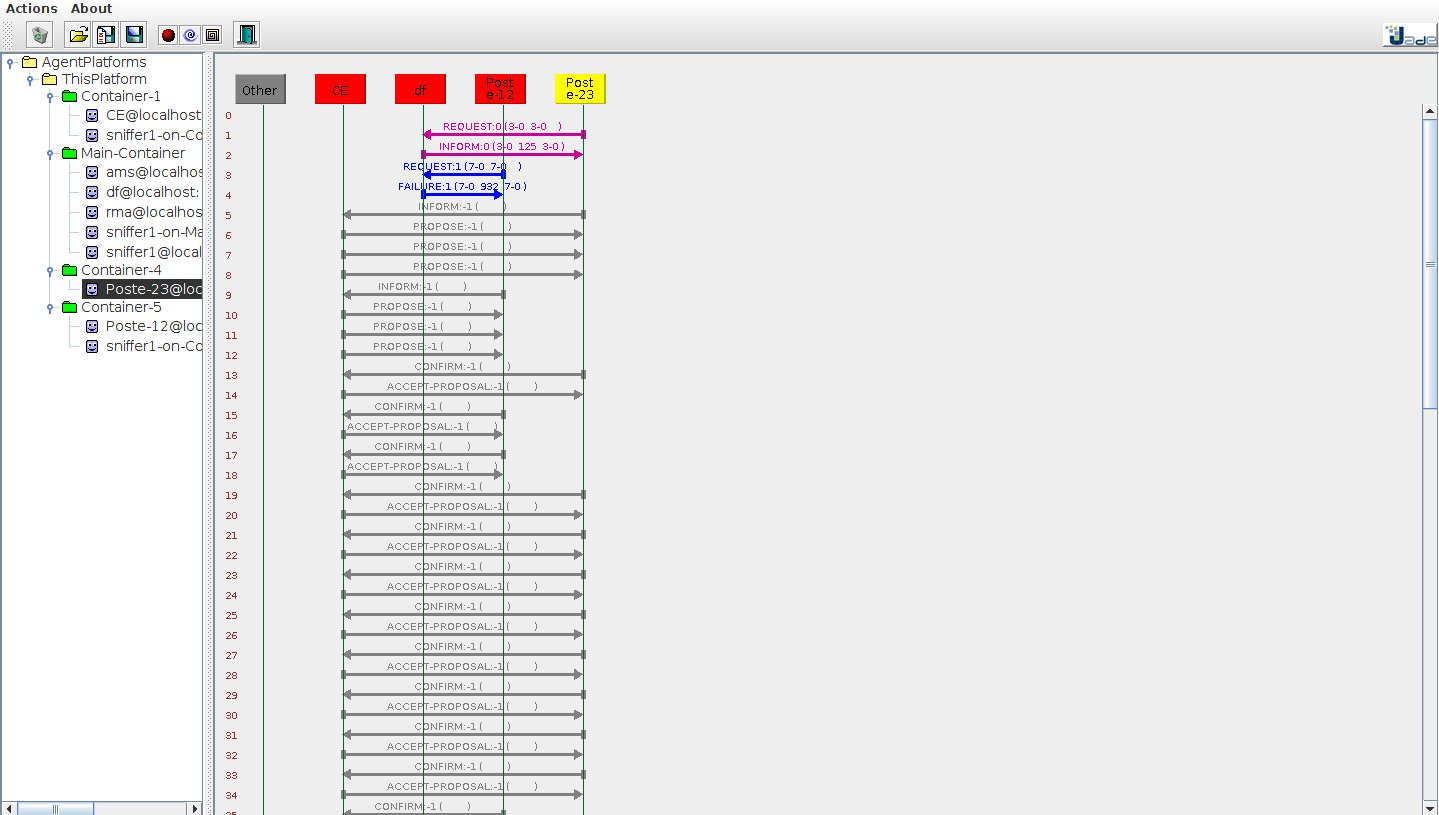 Actions About
Jade
AgentPlatforms
ThisPlatform
Container-1
CE@localhost
sniffer1-on-Co
Main-Container
ams@localhos
df@localhost:
rma@localhos
sniffer1-on-Ma
sniffer1@local
Container-4
Poste-23@loc
Container-5
Poste-12@loc
sniffer1-on-Co
Other
CE
df
Post
e-12
Post
e-23
0
REQUEST:0 (3-0 3-0 )
1
INFORM:0 (3-0 125 3-0 )
2
REQUEST:1 (7-0 7-0 )
3
FAILURE:1 (7-0 932 7-0 )
4
INFORM:-1 ( )
5
PROPOSE:-1 ( )
6
PROPOSE:-1 ( )
7
PROPOSE:-1 ( )
8
INFORM:-1 ( )
9
PROPOSE:-1 ( )
10
PROPOSE:-1 ( )
11
PROPOSE:-1 ( )
12
CONFIRM:-1 ( )
13
ACCEPT-PROPOSAL:-1 ( )
14
CONFIRM:-1 ( )
15
ACCEPT-PROPOSAL:-1 ( )
16
CONFIRM:-1 ( )
17
ACCEPT-PROPOSAL:-1 ( )
18
CONFIRM:-1 ( )
19
ACCEPT-PROPOSAL:-1 ( )
20
CONFIRM:-1 ( )
21
ACCEPT-PROPOSAL:-1 ( )
22
CONFIRM:-1 ( )
23
ACCEPT-PROPOSAL:-1 ( )
24
CONFIRM:-1 ( )
25
ACCEPT-PROPOSAL:-1 ( )
26
CONFIRM:-1 ( )
27
ACCEPT-PROPOSAL:-1 ( )
28
CONFIRM:-1 ( )
29
ACCEPT-PROPOSAL:-1 ( )
30
CONFIRM:-1 ( )
31
ACCEPT-PROPOSAL:-1 ( )
32
CONFIRM:-1 ( )
33
ACCEPT-PROPOSAL:-1 ( )
34
CONFIRM:-1 ( )
35